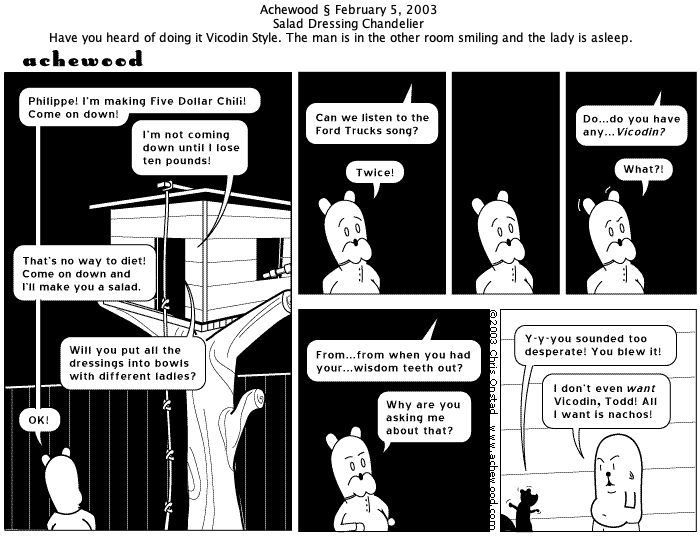 Achewood § February 5, 2003
Salad Dressing Chandelier
Have you heard of doing it Vicodin Style. The man is in the other room smiling and the lady is asleep.
achewood
Philippe! I'm making Five Dollar Chili!
Come on down!
I'm not coming
down until I lose
ten pounds!
That's no way to diet!
Come on down and
I'll make you a salad.
Will you put all the
dressings into bowls
with different ladles?
OK!
Can we listen to the
Ford Trucks song?
Twice!
Do...do you have
any...Vicodin?
What?!
From...from when you had
your...wisdom teeth out?
Why are you
asking me
about that?
©2003 Chris Onstad www.achewood.com
Y-y-you sounded too
desperate! You blew it!
I don't even want
Vicodin, Todd! All
I want is nachos!